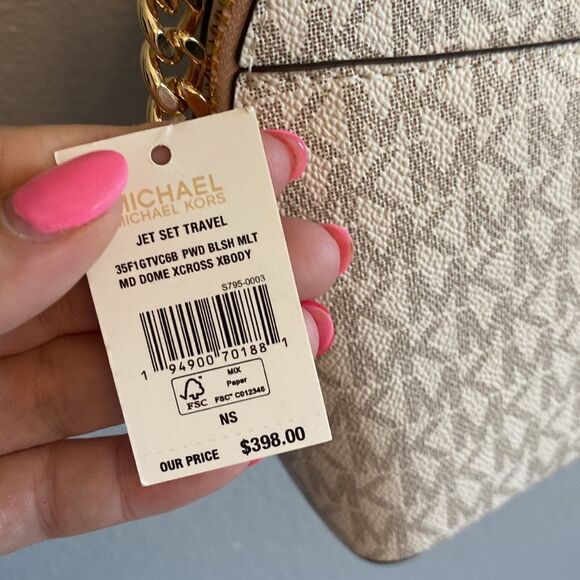 MICHAEL
MICHAEL KORS
JET SET TRAVEL
35F1GTVC6B PWD BLSH MLT
MD DOME XCROSS XBODY
S795-0003
1 94900 70188 1
FSC
MIX
Paper
FSC™ C012345
NS
OUR PRICE $398.00